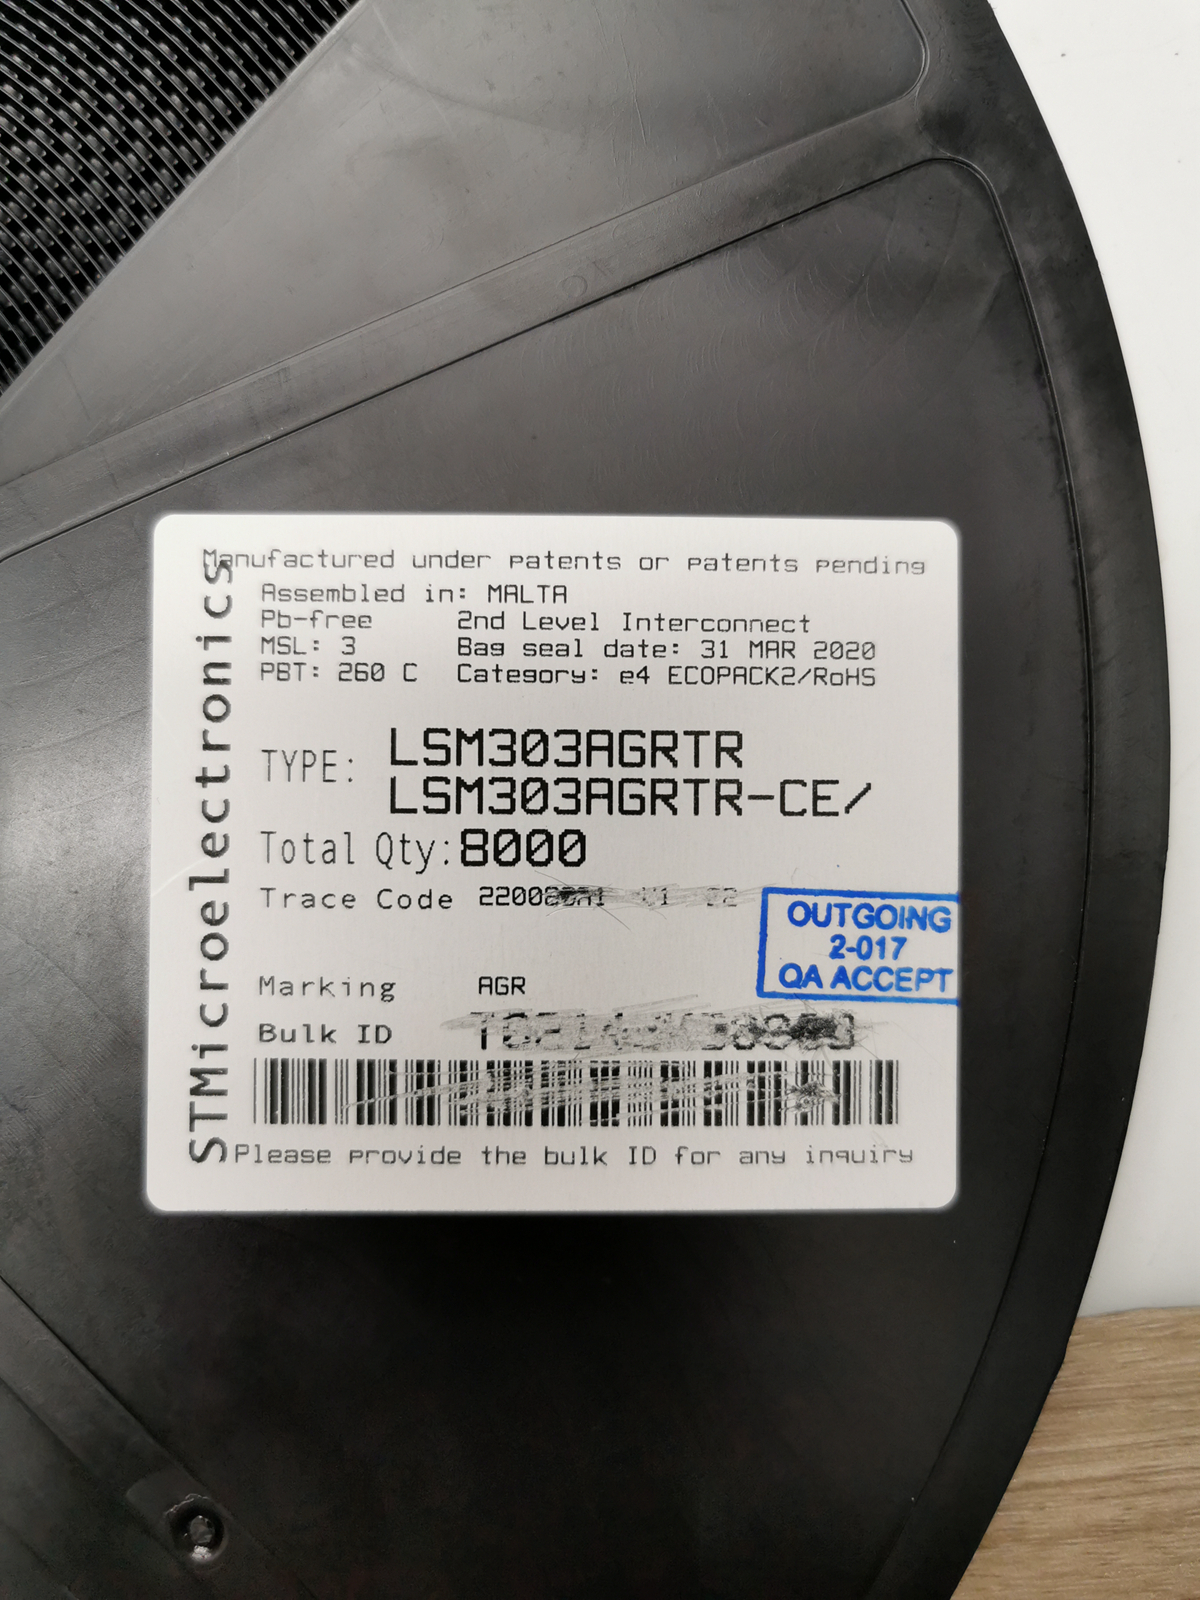 STMicroelectronics
Manufactured under patents or patents pending
Assembled in: MALTA
Pb-free 2nd Level Interconnect
MSL: 3 Bag seal date: 31 MAR 2020
PBT: 260 C Category: e4 ECOPACK2/RoHS
TYPE: LSM303AGRTR
LSM303AGRTR-CE/
Total Qty: 8000
Trace Code
OUTGOING
2-017
QA ACCEPT
Marking AGR
Bulk ID
Please provide the bulk ID for any inquiry